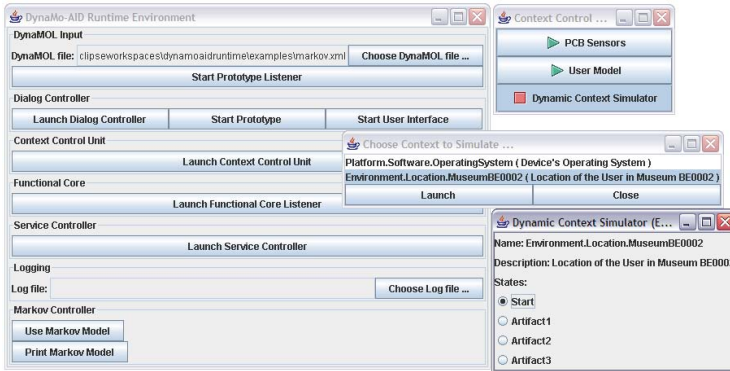 DynaMo-AID Runtime Environment
DynaMOL Input
DynaMOL file: clipseworkspaces\dynamoaidruntime\examples\markov.xml Choose DynaMOL file ...
Start Prototype Listener
Dialog Controller
Launch Dialog Controller Start Prototype Start User Interface
Context Control Unit
Launch Context Control Unit
Functional Core
Launch Functional Core Listener
Service Controller
Launch Service Controller
Logging
Log file: Choose Log file ...
Markov Controller
Use Markov Model
Print Markov Model
Context Control ...
PCB Sensors
User Model
Dynamic Context Simulator
Choose Context to Simulate ...
Platform.Software.OperatingSystem ( Device's Operating System )
Environment.Location.MuseumBE0002 ( Location of the User in Museum BE0002 )
Launch Close
Dynamic Context Simulator (E...
Name: Environment.Location.MuseumBE0002
Description: Location of the User in Museum BE000
States:
Start
Artifact1
Artifact2
Artifact3